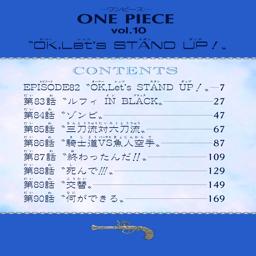 ONE PIECE
vol.10
“OK, Let's STAND UP!”
CONTENTS
EPISODE82 “OK, Let's STAND UP!”— 7
第83話 “ルフィ IN BLACK”— 27
第84話 “ゾンビ”— 47
第85話 “三刀流対六刀流”— 67
第86話 “騎士道VS魚人空手”— 87
第87話 “終わったんだ!!”— 109
第88話 “死んで!!!”— 129
第89話 “交替”— 149
第90話 “何ができる”— 169